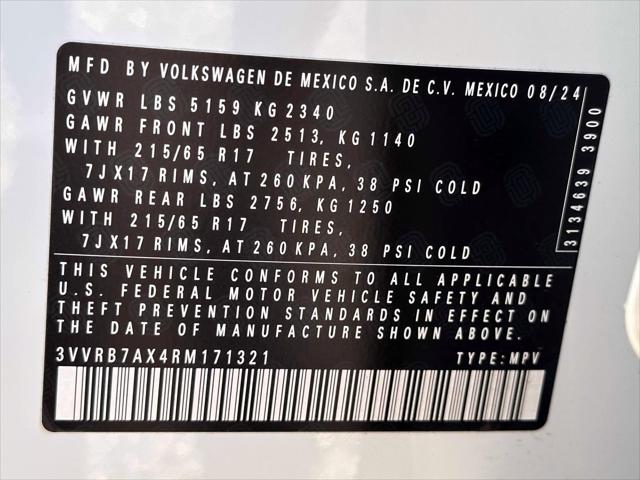 MFD BY VOLKSWAGEN DE MEXICO S.A. DE C.V. MEXICO 08/24
GVWR LBS 5159 KG 2340
GAWR FRONT LBS 2513, KG 1140
WITH 215/65 R17 TIRES,
7JX17 RIMS, AT 260 KPA, 38 PSI COLD
GAWR REAR LBS 2756, KG 1250
WITH 215/65 R17 TIRES,
7JX17 RIMS, AT 260 KPA, 38 PSI COLD
THIS VEHICLE CONFORMS TO ALL APPLICABLE
U.S. FEDERAL MOTOR VEHICLE SAFETY AND
THEFT PREVENTION STANDARDS IN EFFECT ON
THE DATE OF MANUFACTURE SHOWN ABOVE.
3VVRB7AX4RM171321 TYPE: MPV
3134639 3900